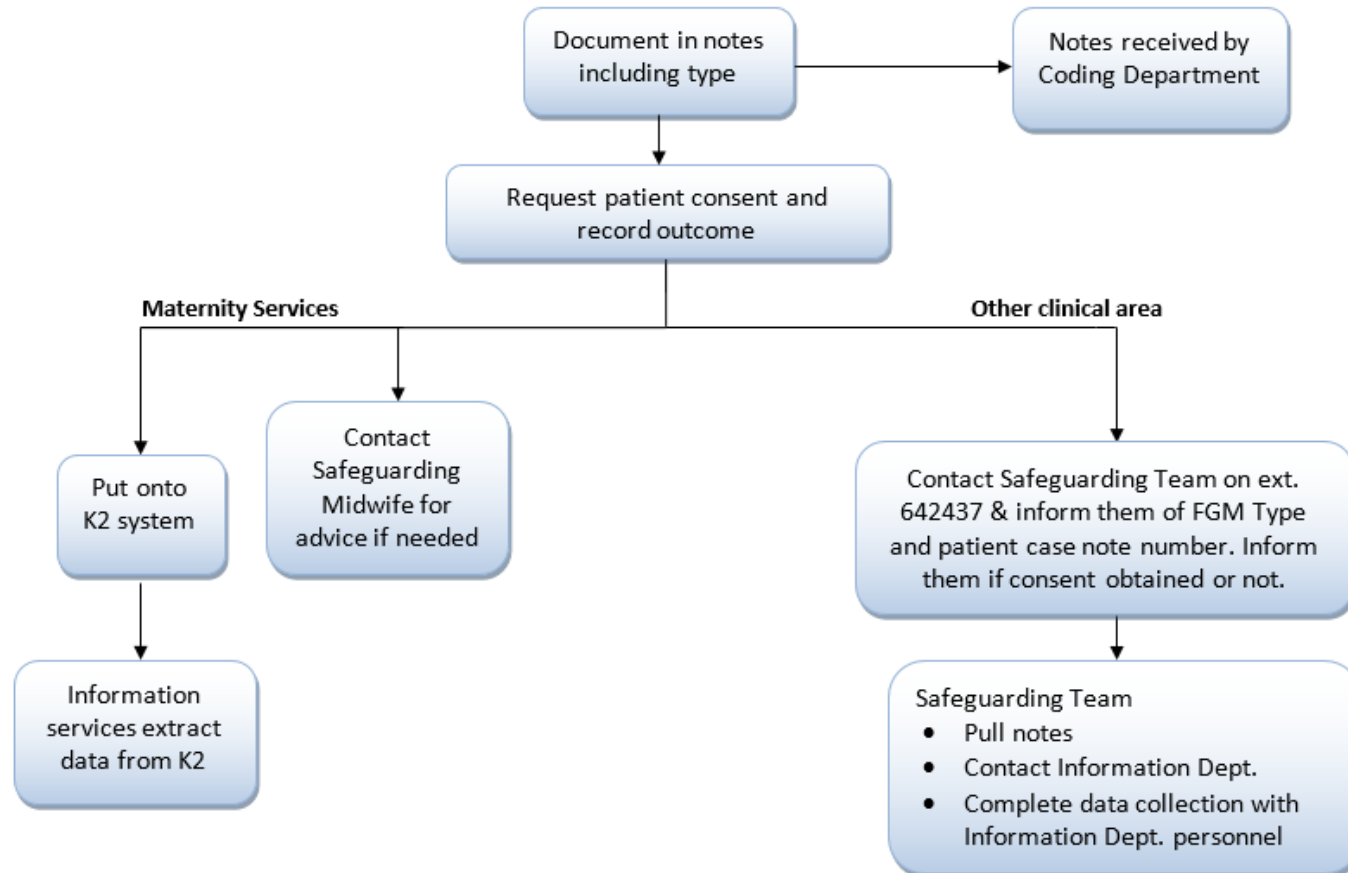 Document in notes
including type
Notes received by
Coding Department
Request patient consent and
record outcome
Maternity Services
Other clinical area
Put onto
K2 system
Contact
Safeguarding
Midwife for
advice if needed
Contact Safeguarding Team on ext.
642437 & inform them of FGM Type
and patient case note number. Inform
them if consent obtained or not.
Information
services extract
data from K2
Safeguarding Team
• Pull notes
• Contact Information Dept.
• Complete data collection with
Information Dept. personnel